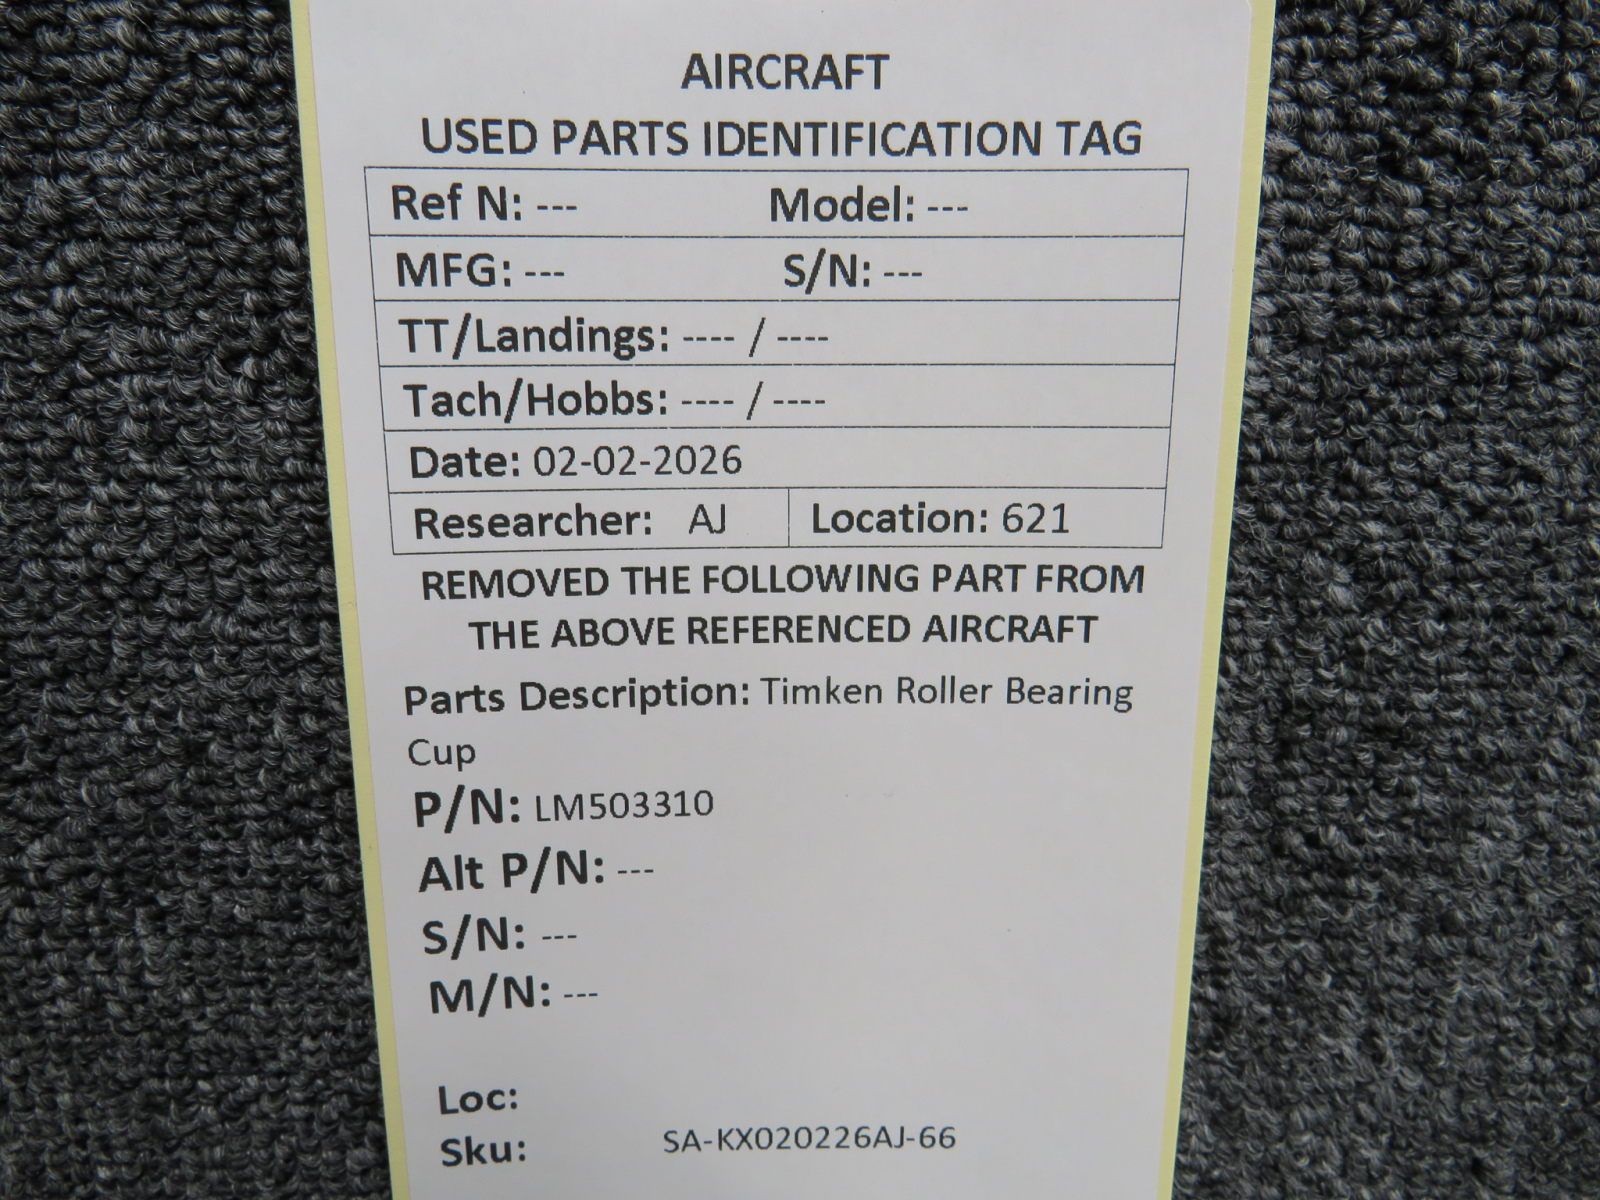 AIRCRAFT
USED PARTS IDENTIFICATION TAG
Ref N: --- Model: ---
MFG: --- S/N: ---
TT/Landings: ---- / ----
Tach/Hobbs: ---- / ----
Date: 02-02-2026
Researcher: AJ Location: 621
REMOVED THE FOLLOWING PART FROM
THE ABOVE REFERENCED AIRCRAFT
Parts Description: Timken Roller Bearing
Cup
P/N: LM503310
Alt P/N: ---
S/N: ---
M/N: ---
Loc:
Sku: SA-KX020226AJ-66